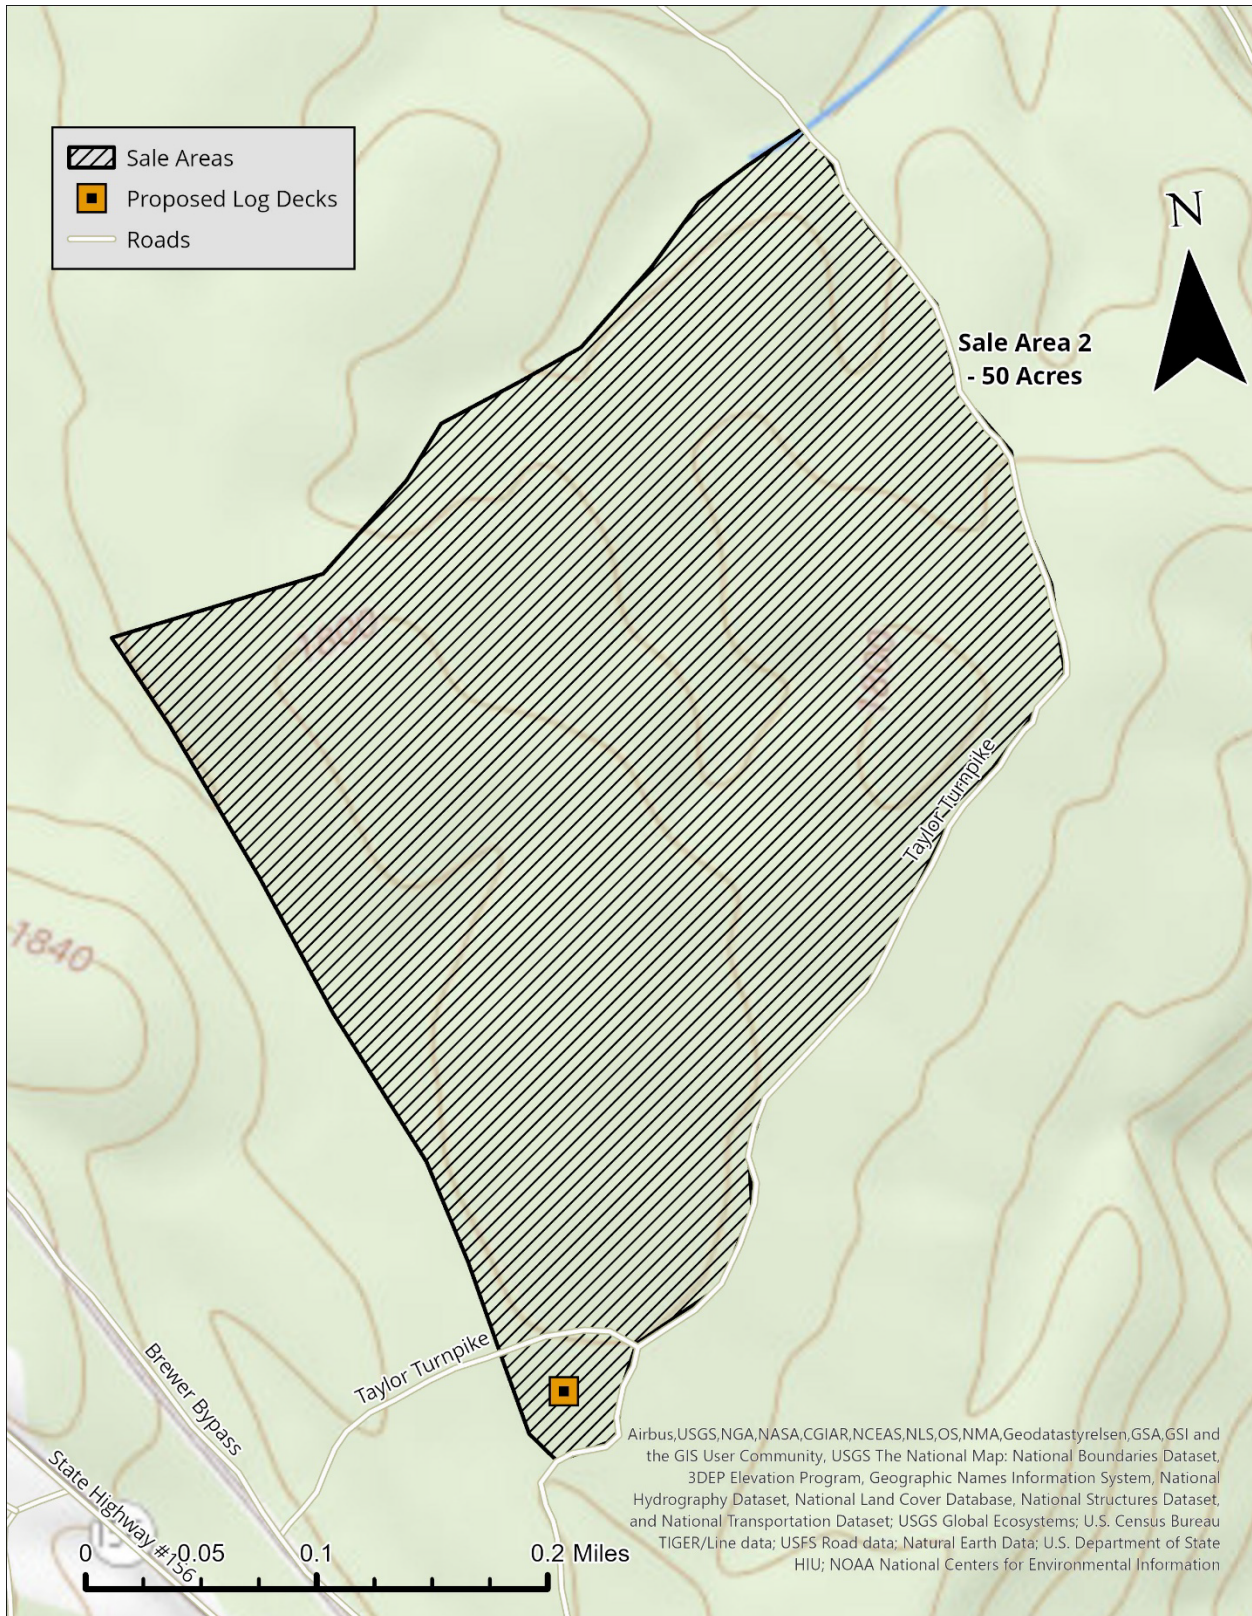 Sale Areas
Proposed Log Decks
Roads
N
Sale Area 2
- 50 Acres
1800
1800
Taylor Turnpike
1840
Taylor Turnpike
Brewer Bypass
State Highway #156
0 0.05 0.1 0.2 Miles
Airbus,USGS,NGA,NASA,CGIAR,NCEAS,NLS,OS,NMA,Geodatastyrelsen,GSA,GSI and
the GIS User Community, USGS The National Map: National Boundaries Dataset,
3DEP Elevation Program, Geographic Names Information System, National
Hydrography Dataset, National Land Cover Database, National Structures Dataset,
and National Transportation Dataset; USGS Global Ecosystems; U.S. Census Bureau
TIGER/Line data; USFS Road data; Natural Earth Data; U.S. Department of State
HIU; NOAA National Centers for Environmental Information